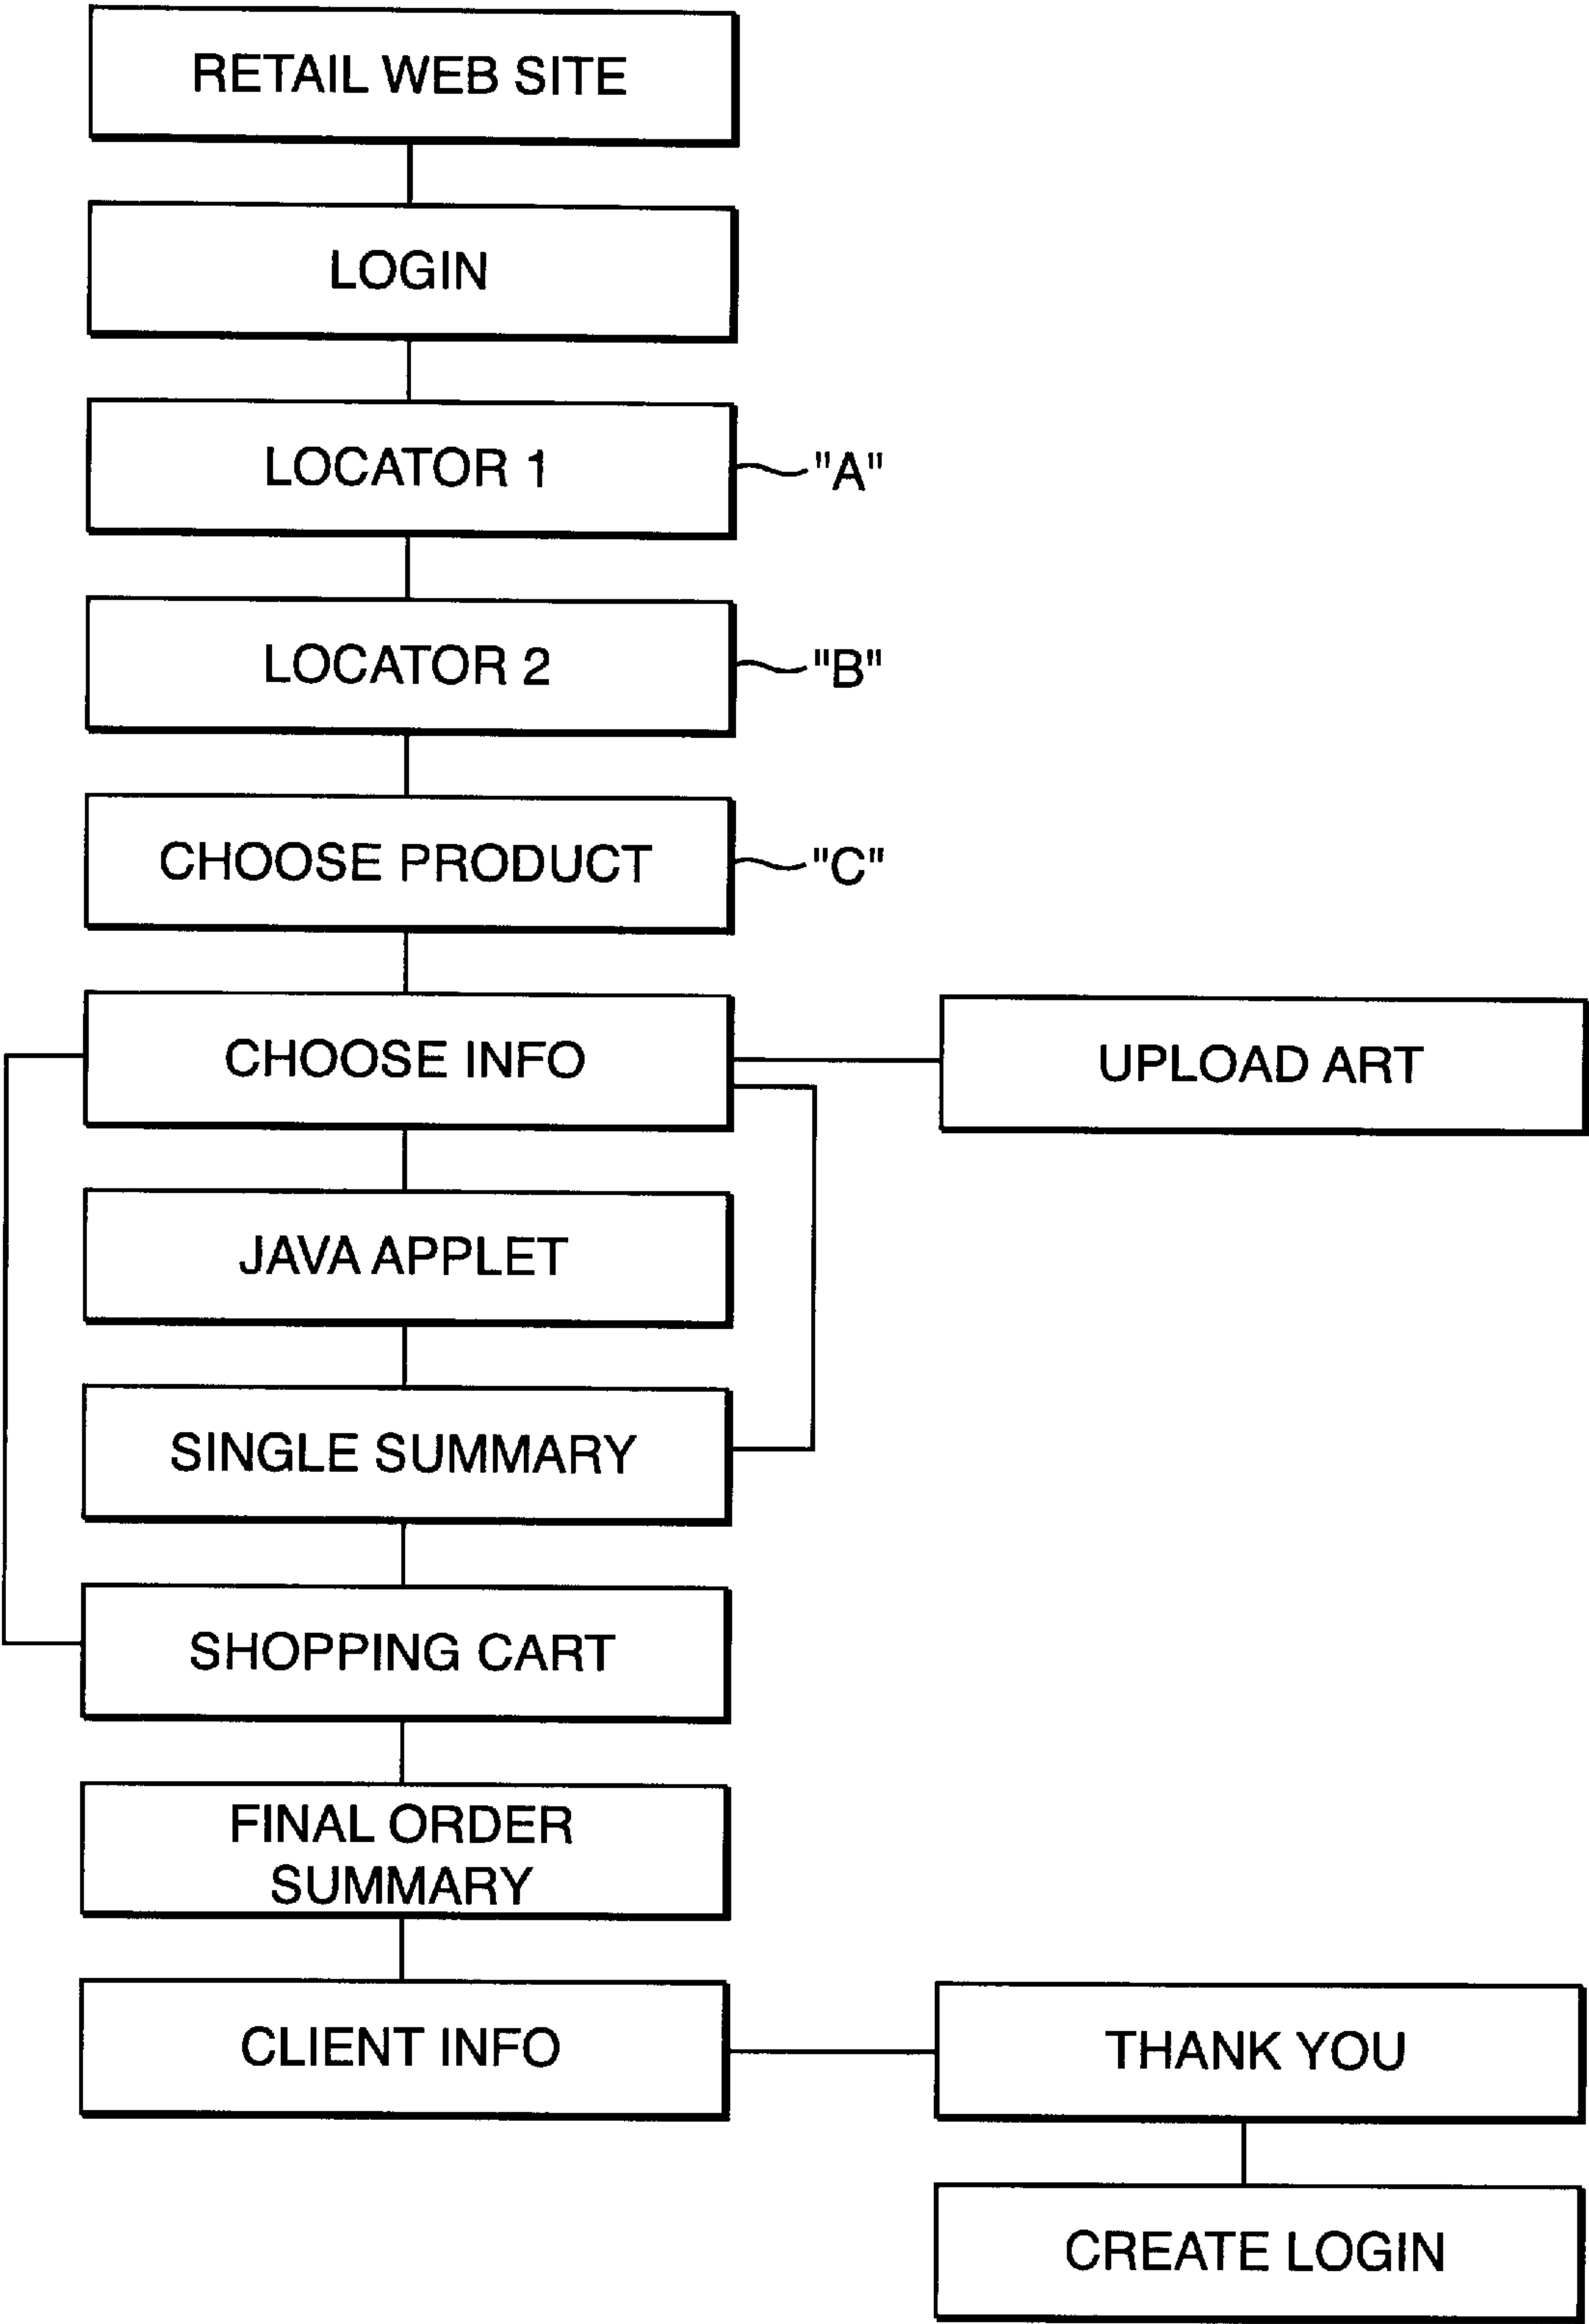 RETAIL WEB SITE
LOGIN
LOCATOR 1
"A"
LOCATOR 2
"B"
CHOOSE PRODUCT
"C"
CHOOSE INFO
UPLOAD ART
JAVA APPLET
SINGLE SUMMARY
SHOPPING CART
FINAL ORDER
SUMMARY
CLIENT INFO
THANK YOU
CREATE LOGIN